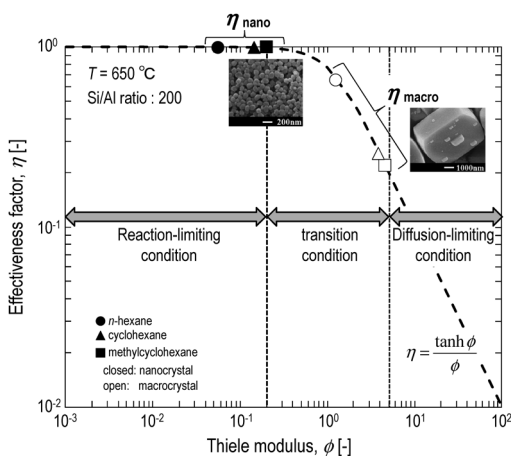 η nano
10⁰
T = 650 °C
Si/Al ratio : 200
200nm
η macro
1000nm
Effectiveness factor, η [-]
10⁻¹
Reaction-limiting
condition
transition
condition
Diffusion-limiting
condition
n-hexane
cyclohexane
methylcyclohexane
closed: nanocrystal
open: macrocrystal
η = tanh ϕ / ϕ
10⁻²
10⁻³ 10⁻² 10⁻¹ 10⁰ 10¹ 10²
Thiele modulus, ϕ [-]